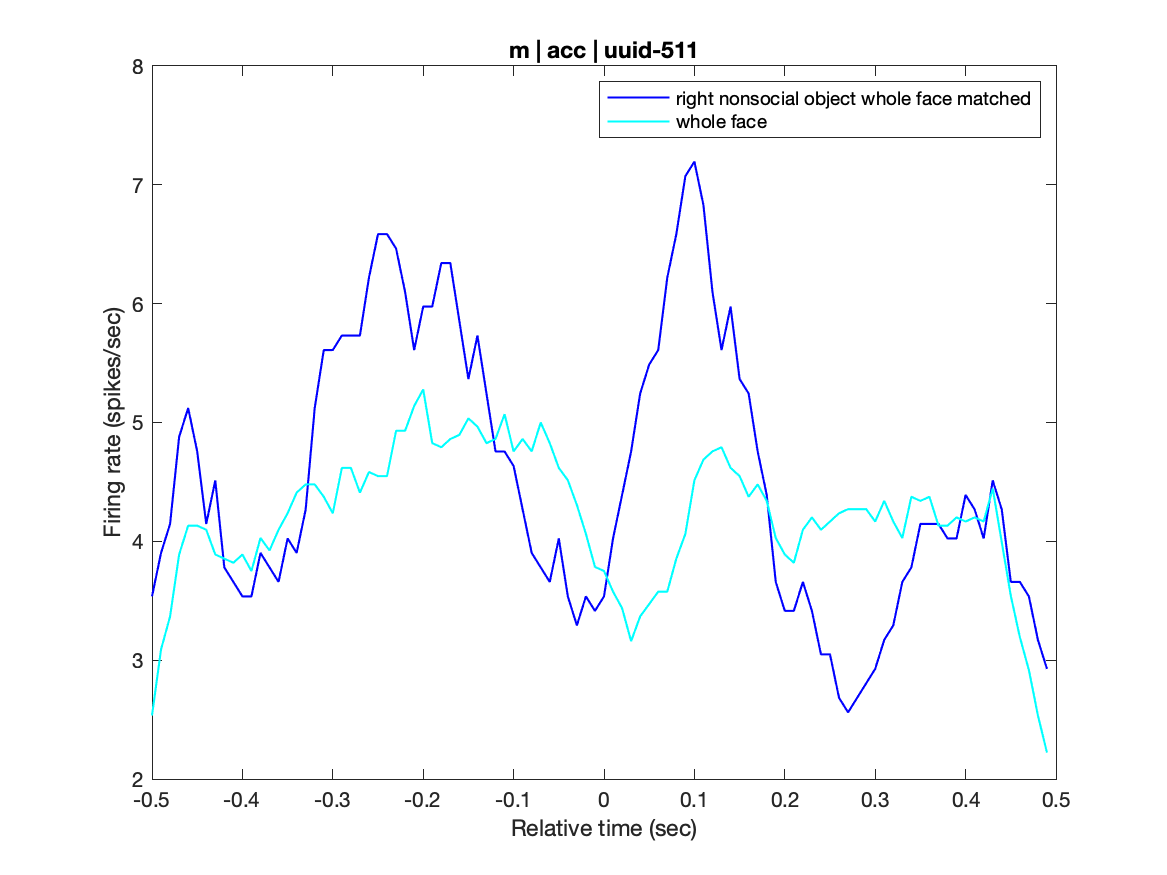 m | acc | uuid-511
right nonsocial object whole face matched
whole face
8
7
6
5
4
3
2
Firing rate (spikes/sec)
-0.5 -0.4 -0.3 -0.2 -0.1 0 0.1 0.2 0.3 0.4 0.5
Relative time (sec)